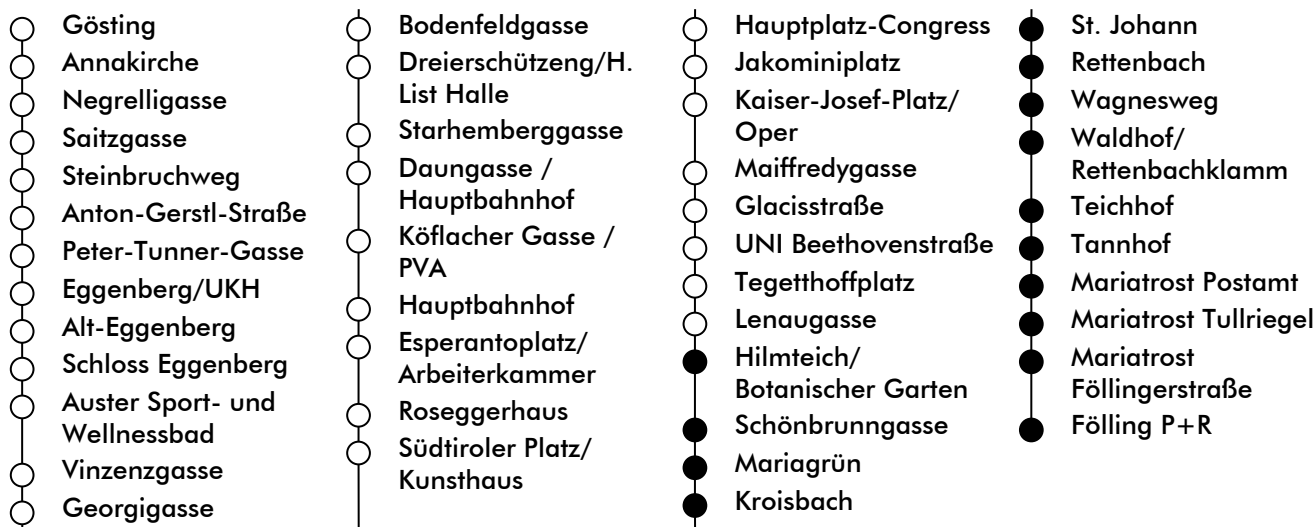 Gösting
Annakirche
Negrelligasse
Saitzgasse
Steinbruchweg
Anton-Gerstl-Straße
Peter-Tunner-Gasse
Eggenberg/UKH
Alt-Eggenberg
Schloss Eggenberg
Auster Sport- und
Wellnessbad
Vinzenzgasse
Georgigasse
Bodenfeldgasse
Dreierschützeng/H.
List Halle
Starhemberggasse
Daungasse /
Hauptbahnhof
Köflacher Gasse /
PVA
Hauptbahnhof
Esperantoplatz/
Arbeiterkammer
Roseggerhaus
Südtiroler Platz/
Kunsthaus
Hauptplatz-Congress
Jakominiplatz
Kaiser-Josef-Platz/
Oper
Maiffredygasse
Glacisstraße
UNI Beethovenstraße
Tegetthoffplatz
Lenaugasse
Hilmteich/
Botanischer Garten
Schönbrunngasse
Mariagrün
Kroisbach
St. Johann
Rettenbach
Wagnesweg
Waldhof/
Rettenbachklamm
Teichhof
Tannhof
Mariatrost Postamt
Mariatrost Tullriegel
Mariatrost
Föllingerstraße
Fölling P+R